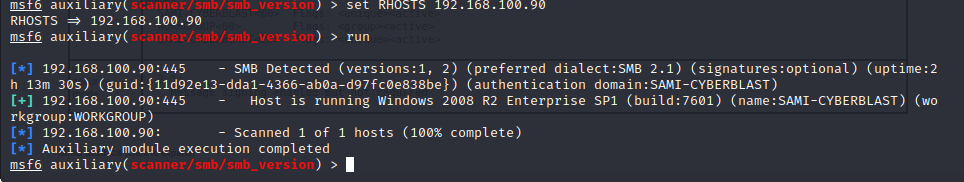 msf6 auxiliary(scanner/smb/smb_version) > set RHOSTS 192.168.100.90
RHOSTS => 192.168.100.90
msf6 auxiliary(scanner/smb/smb_version) > run
[*] 192.168.100.90:445    - SMB Detected (versions:1, 2) (preferred dialect:SMB 2.1) (signatures:optional) (uptime:2
h 13m 30s) (guid:{11d92e13-dda1-4366-ab0a-d97fc0e838be}) (authentication domain:SAMI-CYBERBLAST)
[+] 192.168.100.90:445    -   Host is running Windows 2008 R2 Enterprise SP1 (build:7601) (name:SAMI-CYBERBLAST) (wo
rkgroup:WORKGROUP)
[*] 192.168.100.90:       - Scanned 1 of 1 hosts (100% complete)
[*] Auxiliary module execution completed
msf6 auxiliary(scanner/smb/smb_version) >